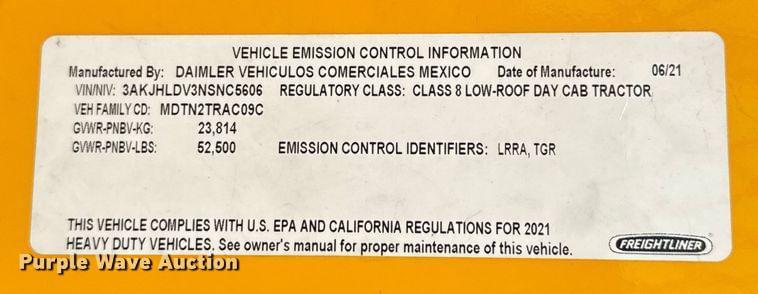 VEHICLE EMISSION CONTROL INFORMATION
Manufactured By: DAIMLER VEHICULOS COMERCIALES MEXICO Date of Manufacture: 06/21
VIN/NIV: 3AKJHLDV3NSNC5606 REGULATORY CLASS: CLASS 8 LOW-ROOF DAY CAB TRACTOR
VEH FAMILY CD: MDTN2TRAC09C
GVWR-PNBV-KG: 23,814
GVWR-PNBV-LBS: 52,500 EMISSION CONTROL IDENTIFIERS: LRRA, TGR
THIS VEHICLE COMPLIES WITH U.S. EPA AND CALIFORNIA REGULATIONS FOR 2021
HEAVY DUTY VEHICLES. See owner's manual for proper maintenance of this vehicle.
FREIGHTLINER
Purple Wave Auction